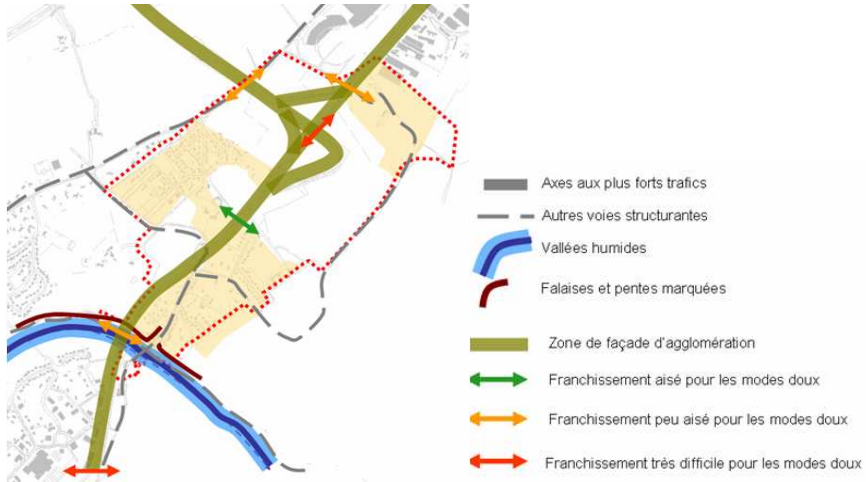 Axes aux plus forts trafics
Autres voies structurantes
Vallées humides
Falaises et pentes marquées
Zone de façade d'agglomération
Franchissement aisé pour les modes doux
Franchissement peu aisé pour les modes doux
Franchissement très difficile pour les modes doux